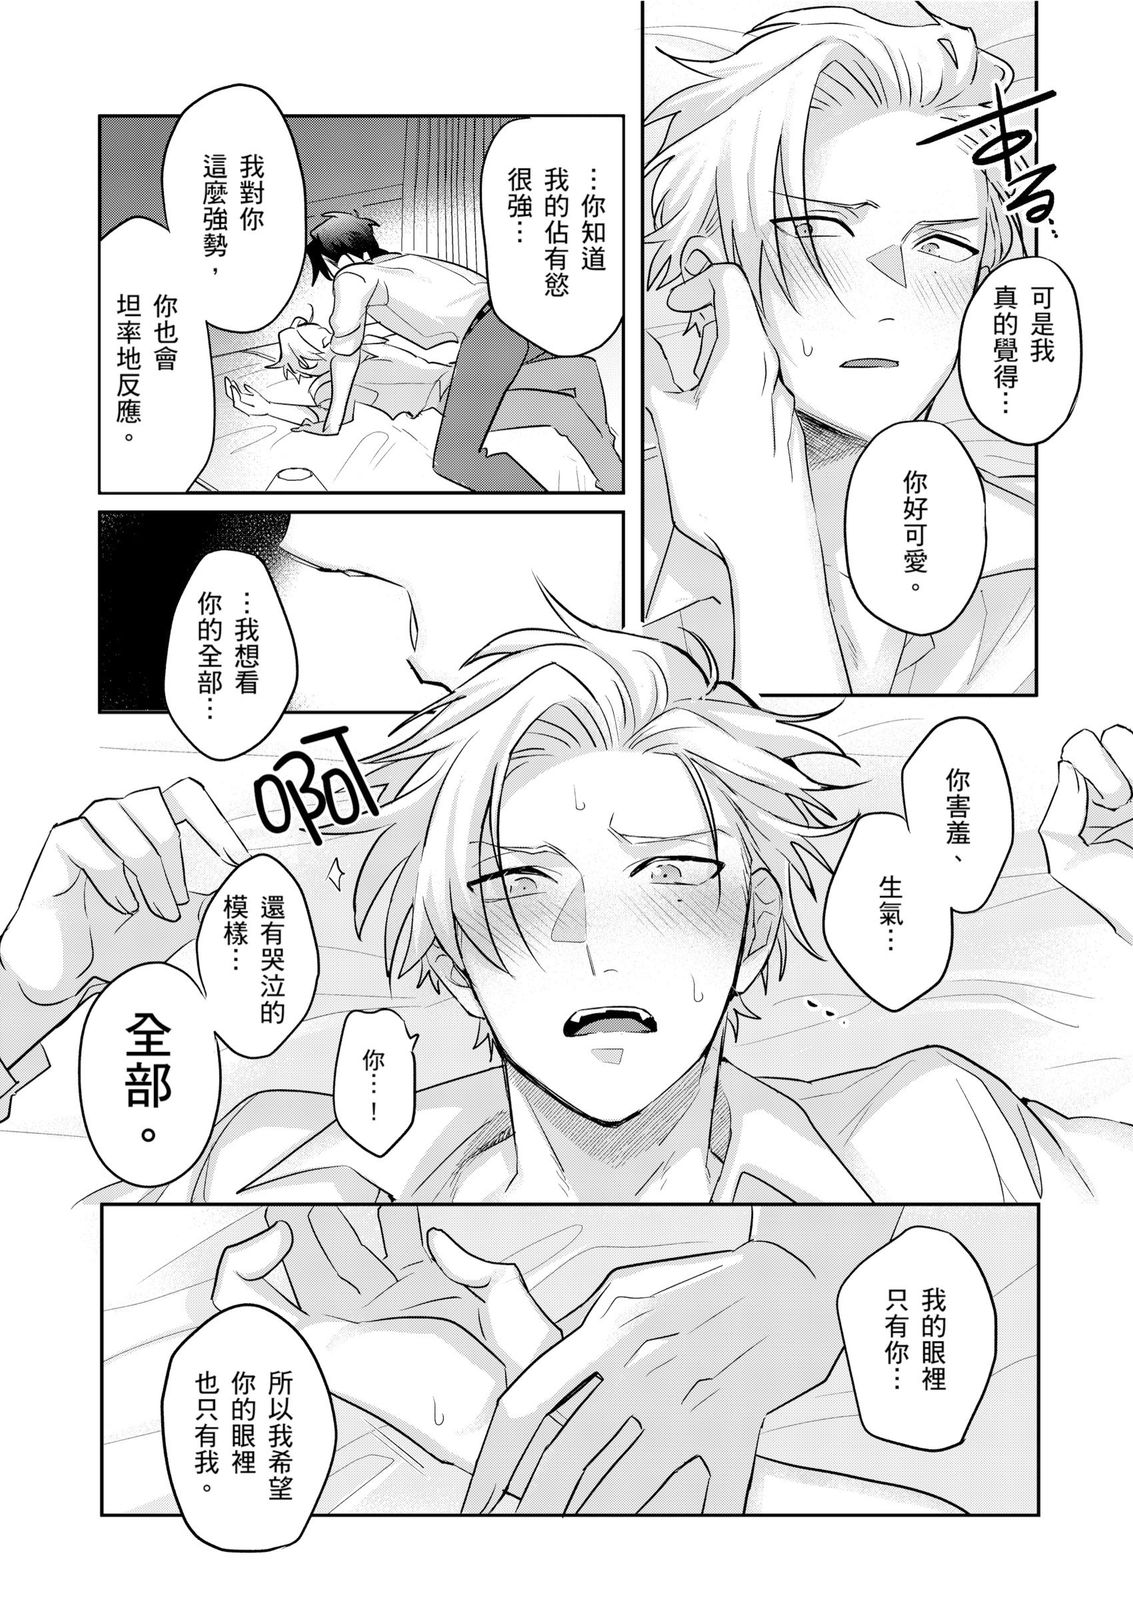 する…
可是我
真的覺得…
你好可愛。
…你知道
我的佔有慾
很強…
我對你
這麼強勢，
你也會
坦率地反應。
…我想看
你的全部…
你害羞、
生氣…
還有哭泣的
模樣…
全部。
你…！
我的眼裡
只有你…
所以我希望
你的眼裡
也只有我。